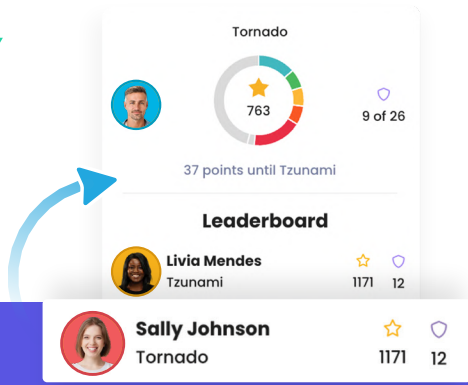 Tornado
763
9 of 26
37 points until Tzunami
Leaderboard
Livia Mendes
Tzunami
1171 12
Sally Johnson
Tornado
1171 12